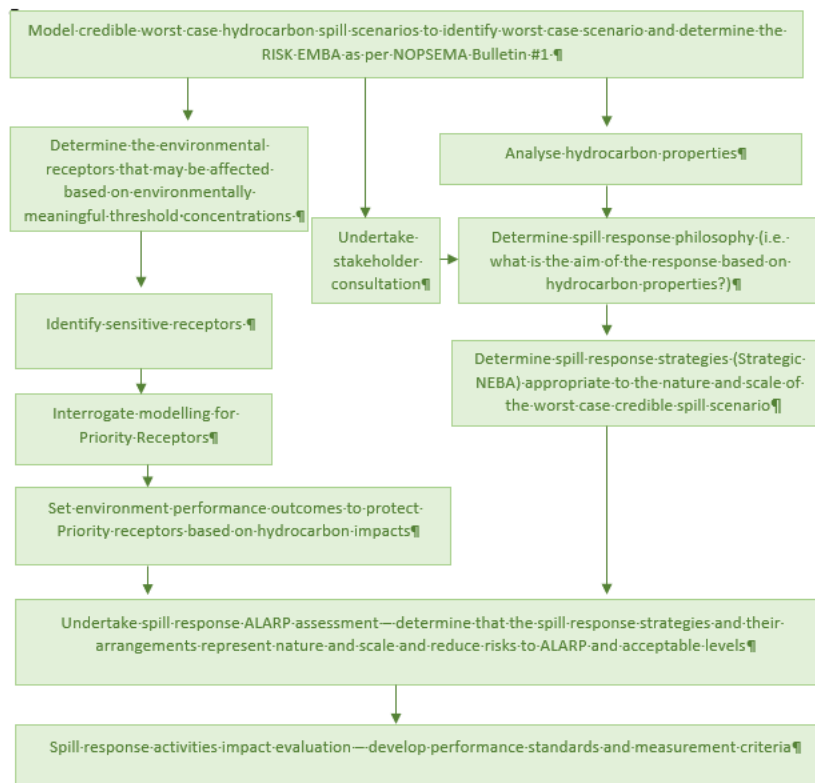 Model credible worst case hydrocarbon spill scenarios to identify worst case scenario and determine the
RISK EMBA as per NOPSEMA Bulletin #1 ¶
Determine the environmental
receptors that may be affected
based on environmentally
meaningful threshold concentrations ¶
Analyse hydrocarbon properties¶
Undertake
stakeholder
consultation¶
Determine spill response philosophy (i.e.
what is the aim of the response based on
hydrocarbon properties?)¶
Identify sensitive receptors ¶
Determine spill response strategies (Strategic
NEBA) appropriate to the nature and scale of
the worst case credible spill scenario¶
Interrogate modelling for
Priority Receptors¶
Set environment performance outcomes to protect
Priority receptors based on hydrocarbon impacts¶
Undertake spill response ALARP assessment — determine that the spill response strategies and their
arrangements represent nature and scale and reduce risks to ALARP and acceptable levels¶
Spill response activities impact evaluation — develop performance standards and measurement criteria¶